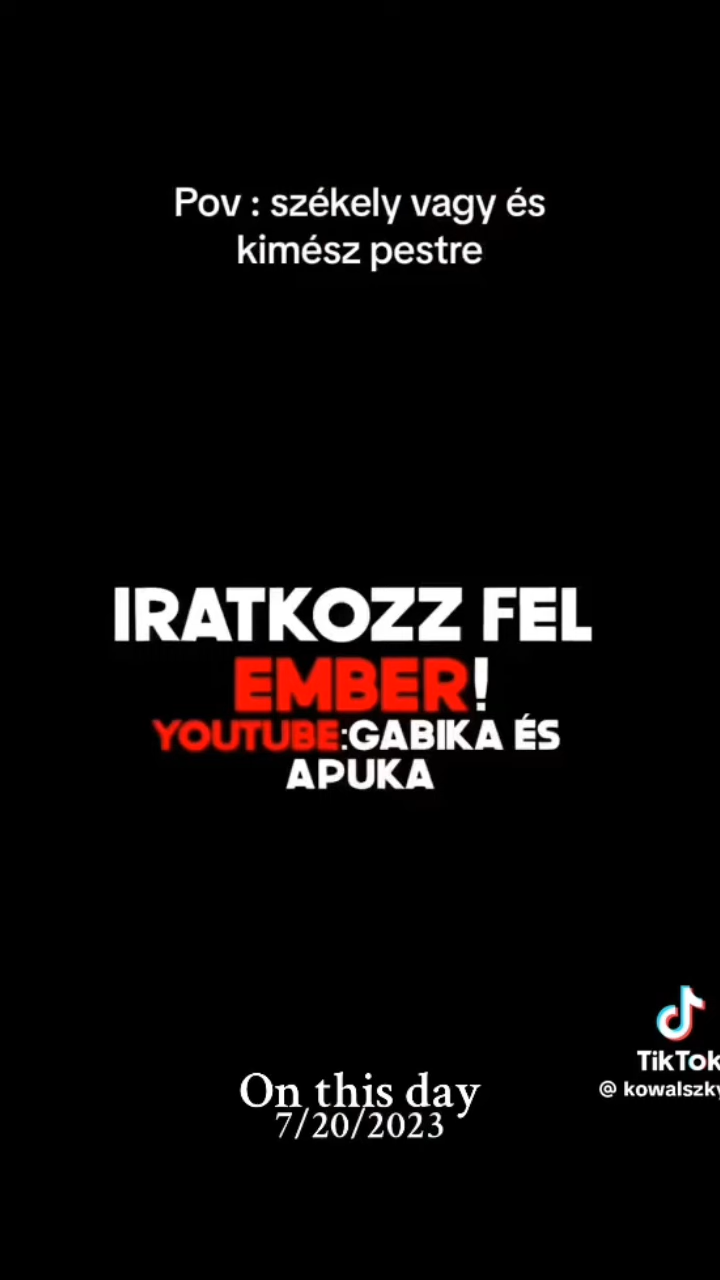 Pov : székely vagy és
kimész pestre
IRATKOZZ FEL
EMBER!
YOUTUBE:GABIKA ÉS
APUKA
TikTok
@ kowalszky
On this day
7/20/2023